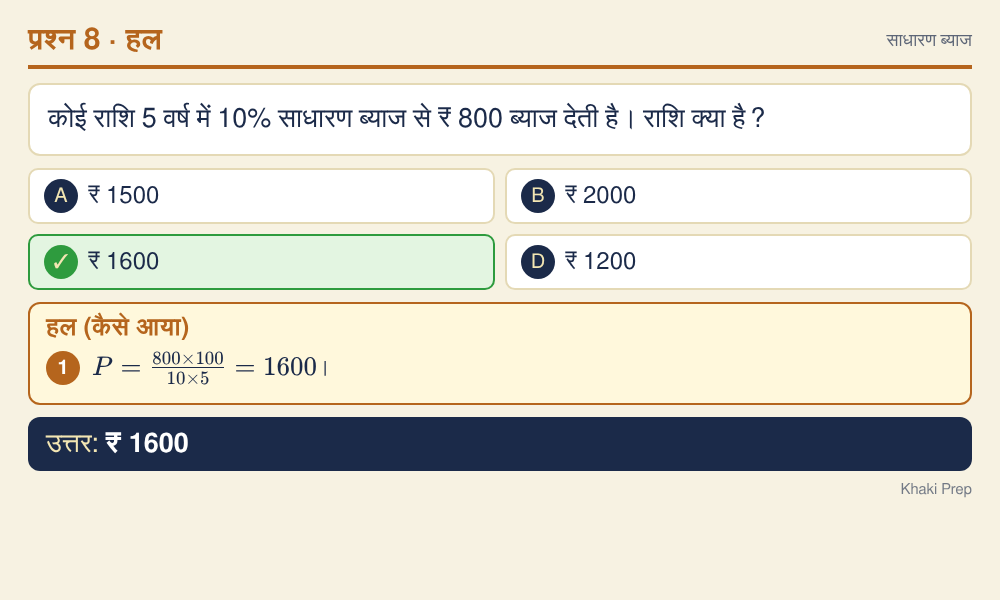 प्रश्न 8 · हल
साधारण ब्याज
कोई राशि 5 वर्ष में 10% साधारण ब्याज से ₹ 800 ब्याज देती है। राशि क्या है?
A ₹ 1500
B ₹ 2000
✓ ₹ 1600
D ₹ 1200
हल (कैसे आया)
1 P = \frac{800×100}{10×5} = 1600।
उत्तर: ₹ 1600
Khaki Prep